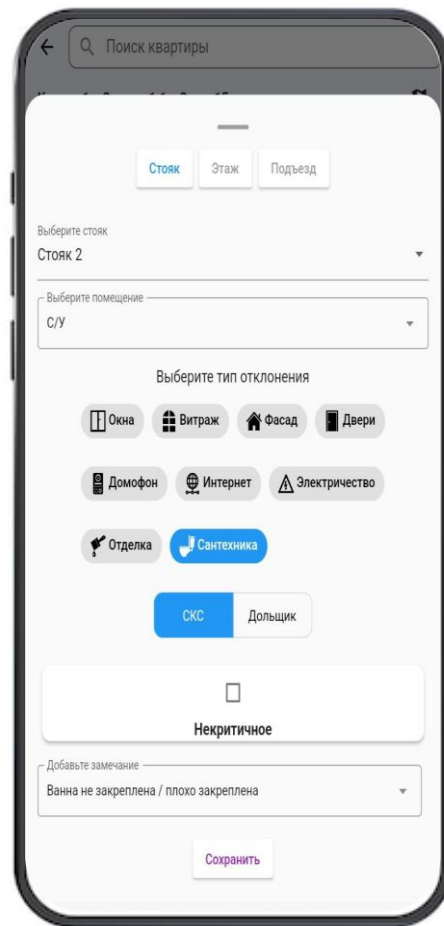 Поиск квартиры
Стояк Этаж Подъезд
Выберите стояк
Стояк 2
Выберите помещение
С/У
Выберите тип отклонения
Окна Витраж Фасад Двери
Домофон Интернет Электричество
Отделка Сантехника
СКС Дольщик
Некритичное
Добавьте замечание
Ванна не закреплена / плохо закреплена
Сохранить